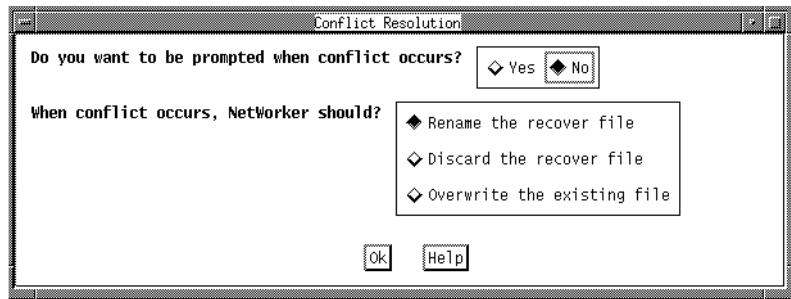 Conflict Resolution
Do you want to be prompted when conflict occurs? Yes No
When conflict occurs, NetWorker should? Rename the recover file
Discard the recover file
Overwrite the existing file
Ok Help